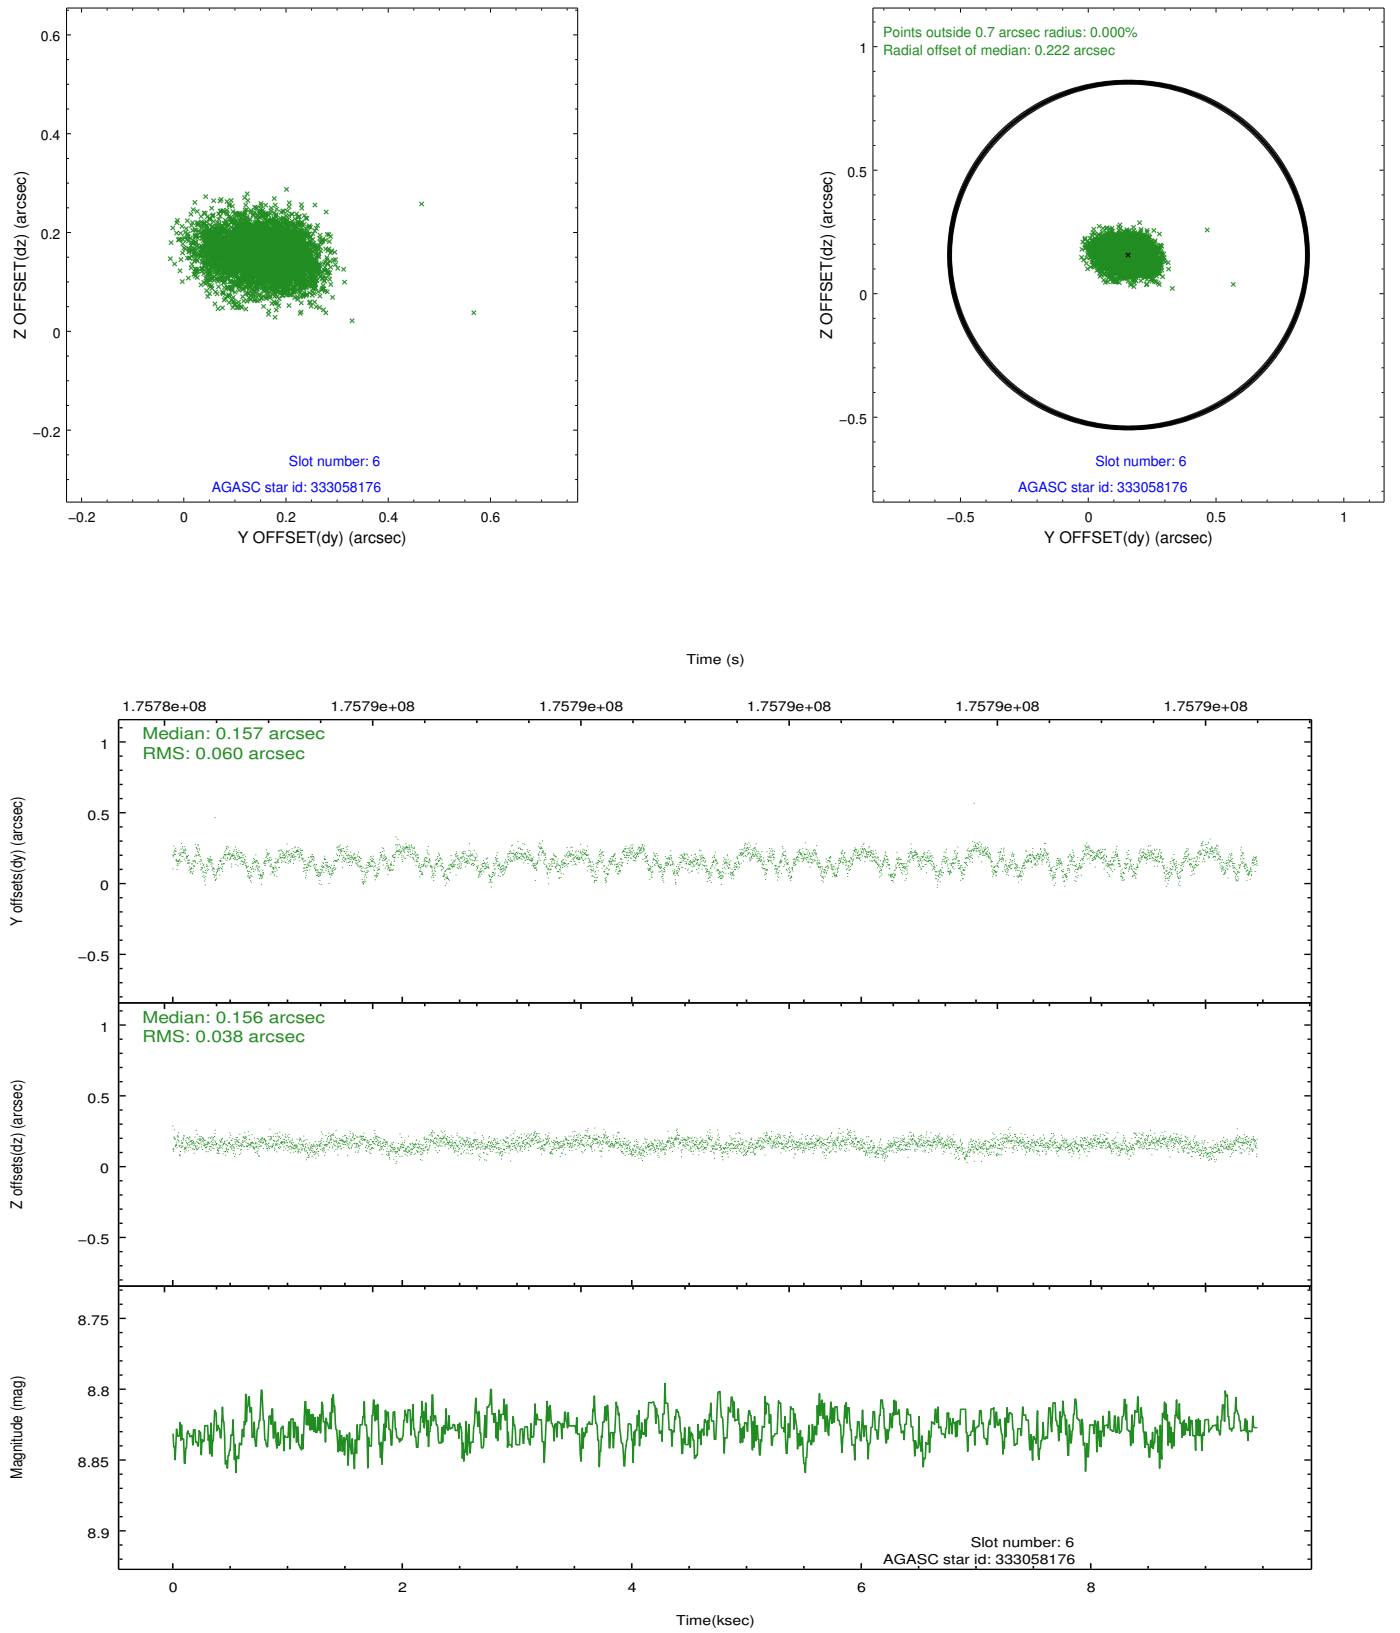 0.6
0.4
0.2
0
−0.2
Z OFFSET(dz) (arcsec)
Slot number: 6
AGASC star id: 333058176
−0.2 0 0.2 0.4 0.6
Y OFFSET(dy) (arcsec)
Points outside 0.7 arcsec radius: 0.000%
Radial offset of median: 0.222 arcsec
1
0.5
0
−0.5
Z OFFSET(dz) (arcsec)
Slot number: 6
AGASC star id: 333058176
−0.5 0 0.5 1
Y OFFSET(dy) (arcsec)
Time (s)
1.7578e+08 1.7579e+08 1.7579e+08 1.7579e+08 1.7579e+08 1.7579e+08
Median: 0.157 arcsec
RMS: 0.060 arcsec
1
0.5
0
−0.5
Y offsets(dy) (arcsec)
Median: 0.156 arcsec
RMS: 0.038 arcsec
1
0.5
0
−0.5
Z offsets(dz) (arcsec)
8.75
8.8
8.85
8.9
Magnitude (mag)
Slot number: 6
AGASC star id: 333058176
0 2 4 6 8
Time(ksec)